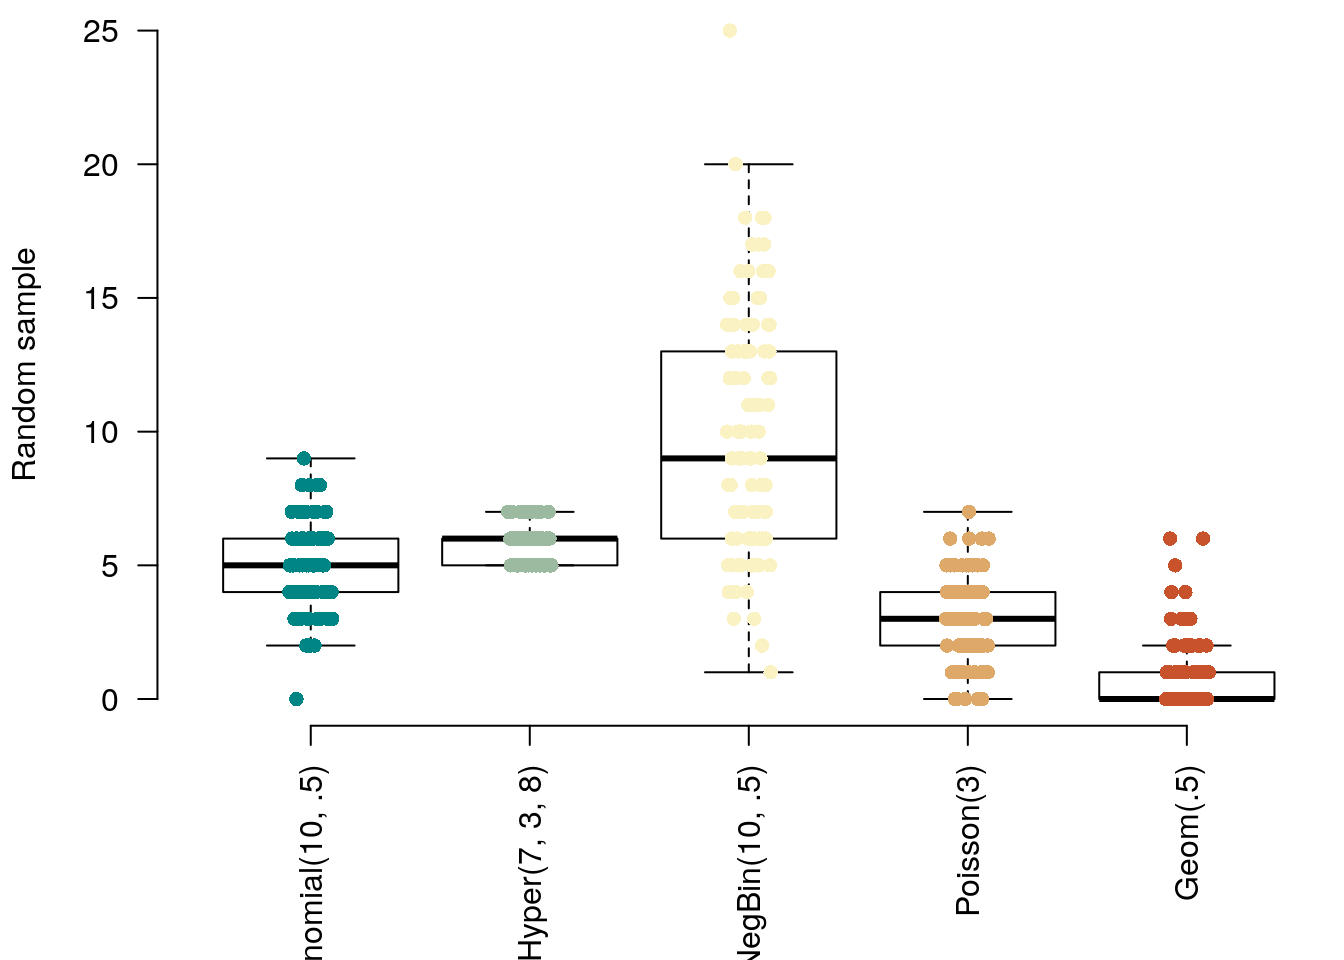 Random sample
25
20
15
10
5
0
nomial(10, .5)
Hyper(7, 3, 8)
NegBin(10, .5)
Poisson(3)
Geom(.5)